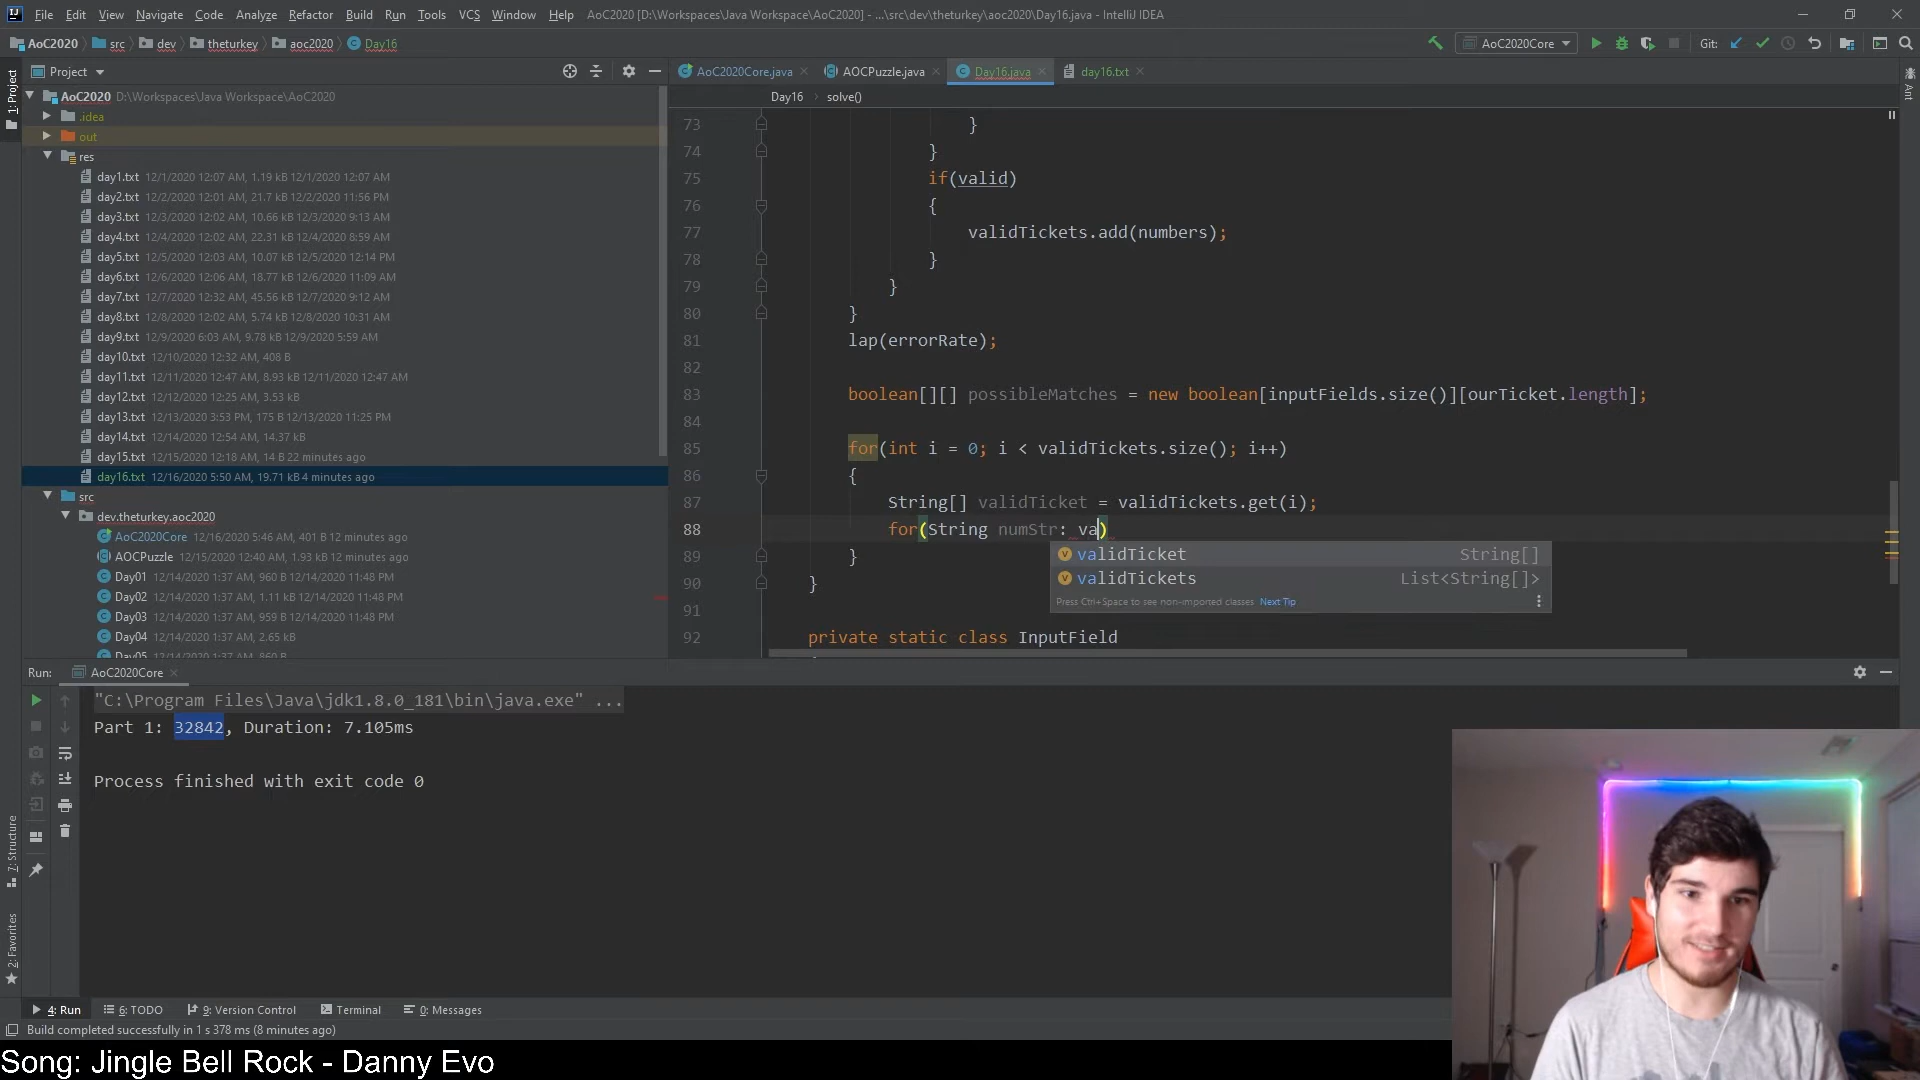 File Edit View Navigate Code Analyze Refactor Build Run Tools VCS Window Help AoC2020 [D:\Workspaces\Java Workspace\AoC2020] - ...\src\dev\theturkey\aoc2020\Day16.java - IntelliJ IDEA
AoC2020 src dev theturkey aoc2020 Day16 AoC2020Core Git:
1: Project
Project
AoC2020Core.java AOCPuzzle.java Day16.java day16.txt
Ant
AoC2020 D:\Workspaces\Java Workspace\AoC2020
Day16 solve()
.idea
out
res
day1.txt 12/1/2020 12:07 AM, 1.19 kB 12/1/2020 12:07 AM
day2.txt 12/2/2020 12:01 AM, 21.7 kB 12/2/2020 11:56 PM
day3.txt 12/3/2020 12:02 AM, 10.66 kB 12/3/2020 9:13 AM
day4.txt 12/4/2020 12:02 AM, 22.31 kB 12/4/2020 8:59 AM
day5.txt 12/5/2020 12:03 AM, 10.07 kB 12/5/2020 12:14 PM
day6.txt 12/6/2020 12:06 AM, 18.77 kB 12/6/2020 11:09 AM
day7.txt 12/7/2020 12:32 AM, 45.56 kB 12/7/2020 9:12 AM
day8.txt 12/8/2020 12:02 AM, 5.74 kB 12/8/2020 10:31 AM
day9.txt 12/9/2020 6:03 AM, 9.78 kB 12/9/2020 5:59 AM
day10.txt 12/10/2020 12:32 AM, 408 B
day11.txt 12/11/2020 12:47 AM, 8.93 kB 12/11/2020 12:47 AM
day12.txt 12/12/2020 12:25 AM, 3.53 kB
day13.txt 12/13/2020 3:53 PM, 175 B 12/13/2020 11:25 PM
day14.txt 12/14/2020 12:54 AM, 14.37 kB
day15.txt 12/15/2020 12:18 AM, 14 B 22 minutes ago
day16.txt 12/16/2020 5:50 AM, 19.71 kB 4 minutes ago
src
dev.theturkey.aoc2020
AoC2020Core 12/16/2020 5:46 AM, 401 B 12 minutes ago
AOCPuzzle 12/15/2020 12:40 AM, 1.93 kB 12 minutes ago
Day01 12/14/2020 1:37 AM, 960 B 12/14/2020 11:48 PM
Day02 12/14/2020 1:37 AM, 1.11 kB 12/14/2020 11:48 PM
Day03 12/14/2020 1:37 AM, 959 B 12/14/2020 11:48 PM
Day04 12/14/2020 1:37 AM, 2.65 kB
Day05 12/14/2020 1:37 AM, 860 B
73 }
74 }
75 if(valid)
76 {
77 validTickets.add(numbers);
78 }
79 }
80 }
81 lap(errorRate);
82
83 boolean[][] possibleMatches = new boolean[inputFields.size()][ourTicket.length];
84
85 for(int i = 0; i < validTickets.size(); i++)
86 {
87 String[] validTicket = validTickets.get(i);
88 for(String numStr: va)
89 }
90 }
91
92 private static class InputField
validTicket String[]
validTickets List<String[]>
Press Ctrl+Space to see non-imported classes Next Tip
Run: AoC2020Core
"C:\Program Files\Java\jdk1.8.0_181\bin\java.exe" ...
Part 1: 32842, Duration: 7.105ms
Process finished with exit code 0
7: Structure
2: Favorites
4: Run 6: TODO 9: Version Control Terminal 0: Messages
Build completed successfully in 1 s 378 ms (8 minutes ago)
Song: Jingle Bell Rock - Danny Evo